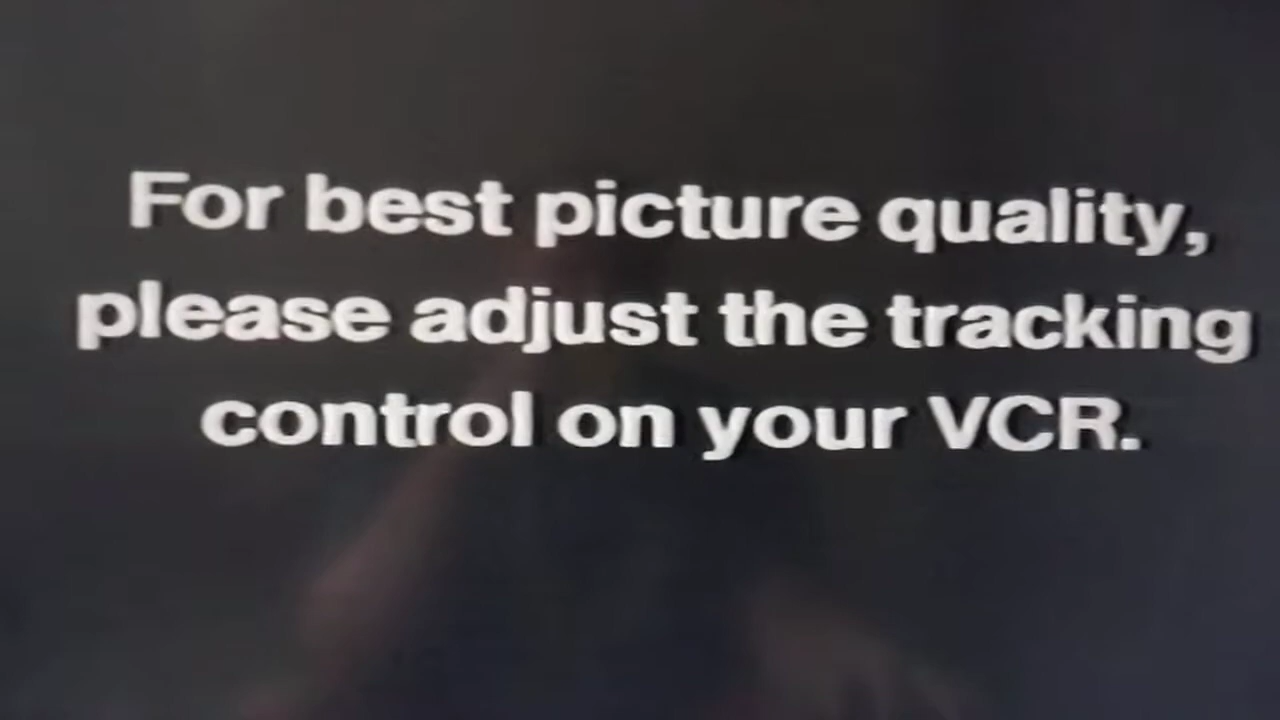 For best picture quality,
please adjust the tracking
control on your VCR.